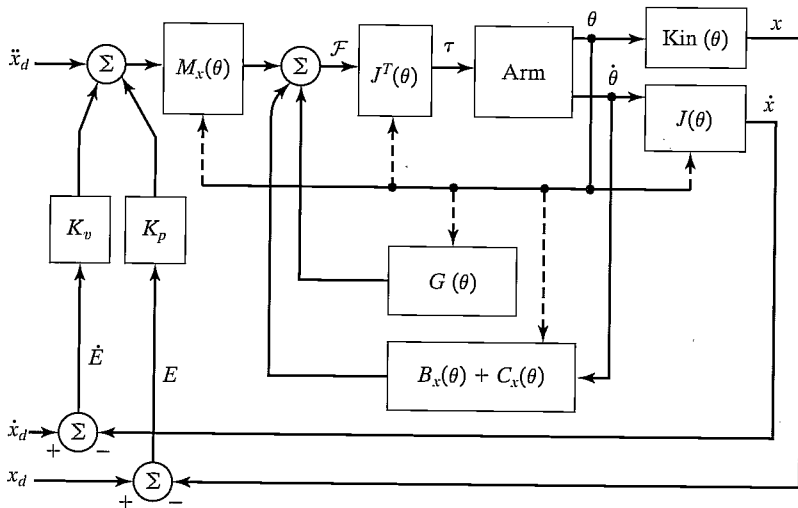 θ x
ẍ_d Σ M_x(θ) Σ ℱ J^T(θ) τ Arm Kin (θ)
θ̇ J(θ) ẋ
K_v K_p
G (θ)
Ė E B_x(θ) + C_x(θ)
ẋ_d + Σ −
x_d + Σ −